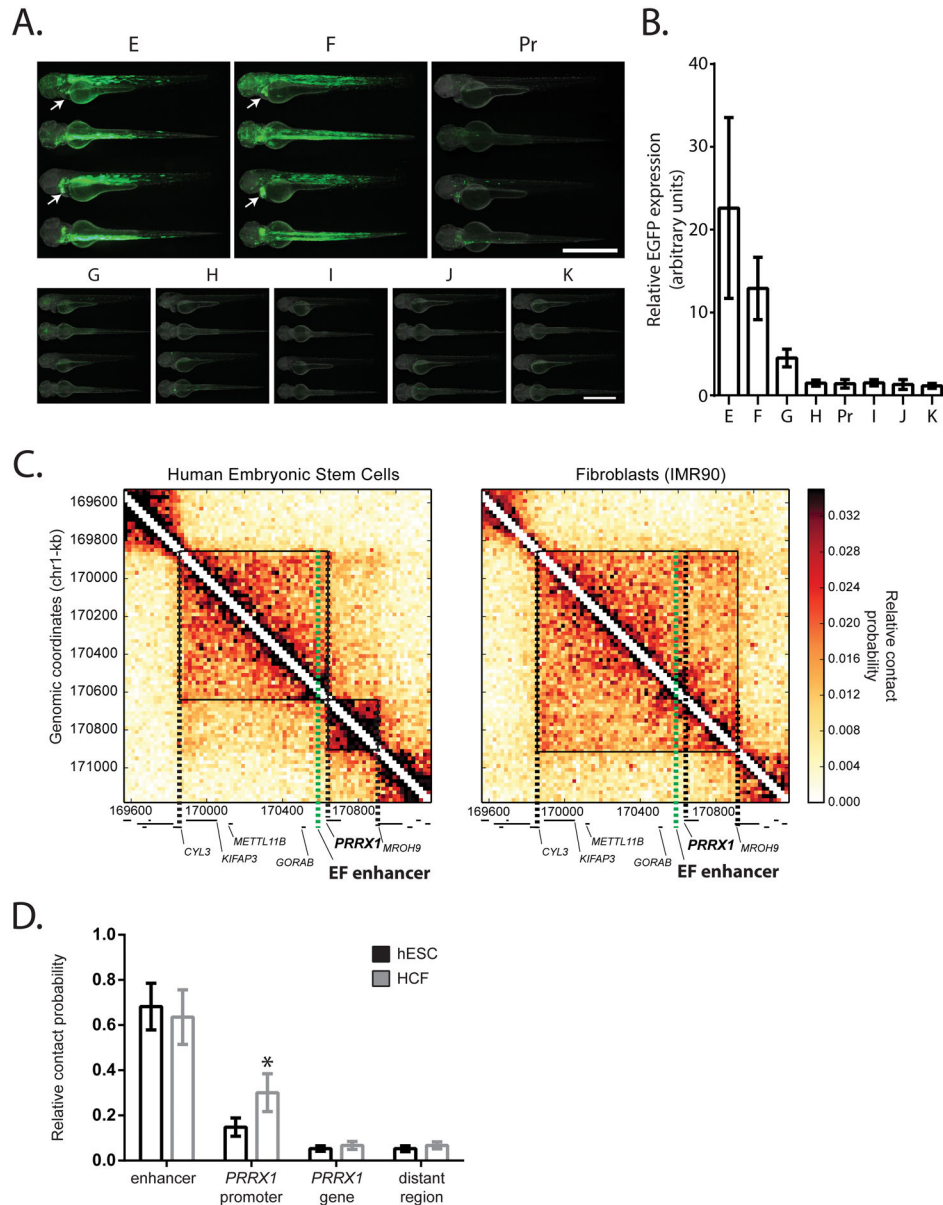 A.
E F Pr
G H I J K
B.
Relative EGFP expression
(arbitrary units)
40
30
20
10
0
E F G H Pr I J K
C.
Human Embryonic Stem Cells
Fibroblasts (IMR90)
Genomic coordinates (chr1-kb)
169600
169800
170000
170200
170400
170600
170800
171000
169600 170000 170400 170800
169600 170000 170400 170800
0.032
0.028
0.024
0.020
0.016
0.012
0.008
0.004
0.000
Relative contact
probability
CYL3 KIFAP3 METTL11B GORAB PRRX1 MROH9
EF enhancer
CYL3 KIFAP3 METTL11B GORAB PRRX1 MROH9
EF enhancer
D.
Relative contact probability
1.0
0.8
0.6
0.4
0.2
0.0
hESC
HCF
*
enhancer
PRRX1
promoter
PRRX1
gene
distant
region